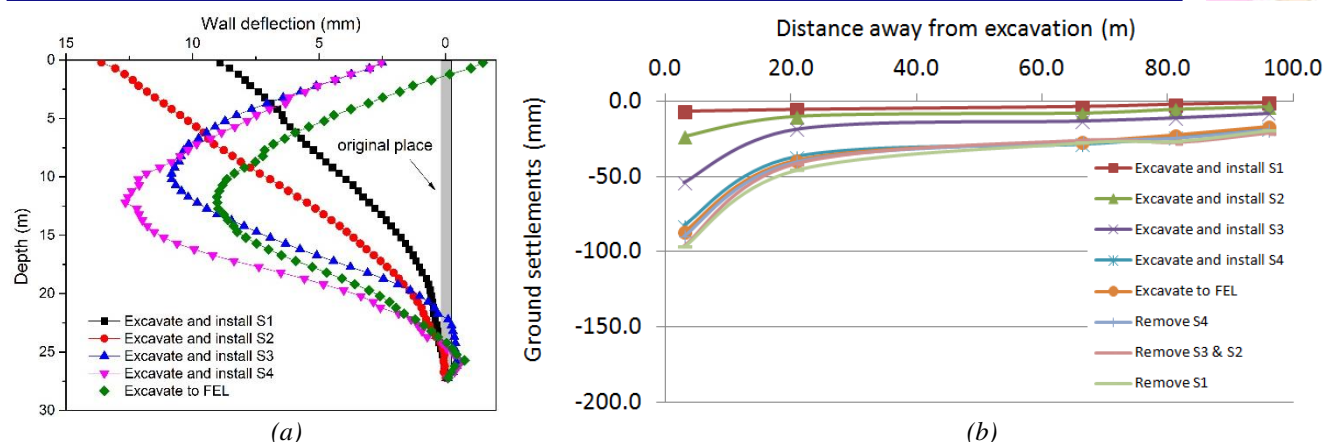 Wall deflection (mm)
15 10 5 0
0
5
10
15
20
25
30
Depth (m)
original place
Excavate and install S1
Excavate and install S2
Excavate and install S3
Excavate and install S4
Excavate to FEL
(a)
Distance away from excavation (m)
0.0 20.0 40.0 60.0 80.0 100.0
0.0
-50.0
-100.0
-150.0
-200.0
Ground settlements (mm)
Excavate and install S1
Excavate and install S2
Excavate and install S3
Excavate and install S4
Excavate to FEL
Remove S4
Remove S3 & S2
Remove S1
(b)